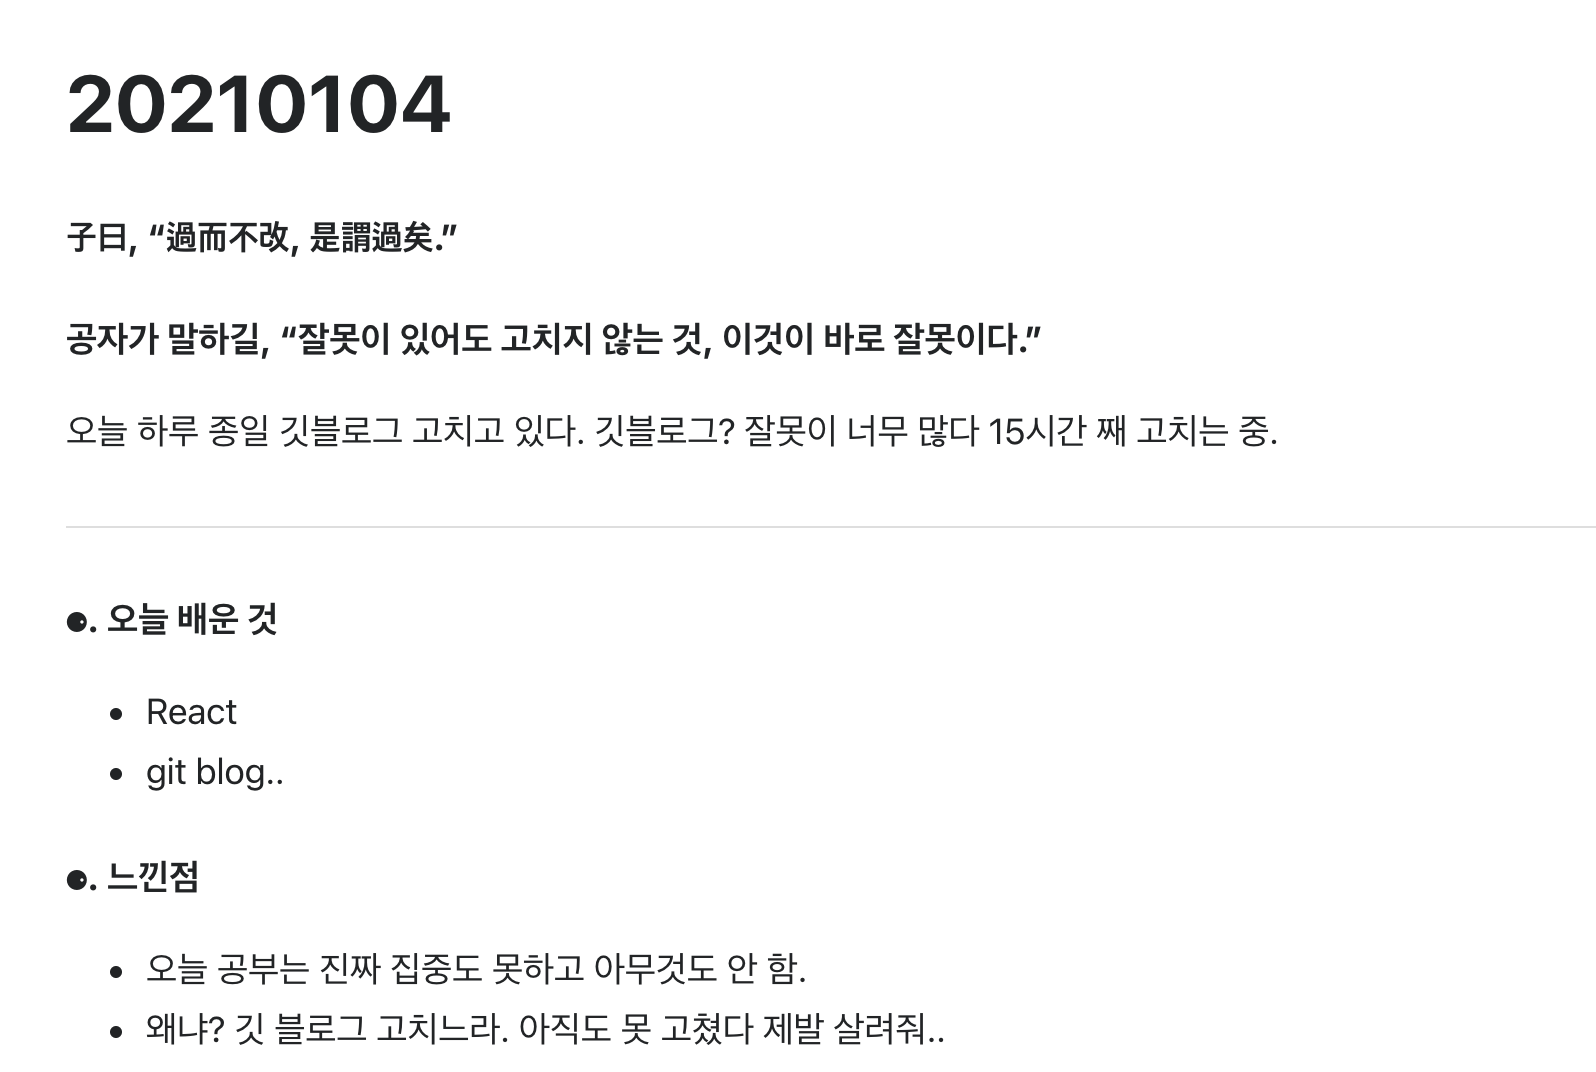 20210104
子曰, “過而不改, 是謂過矣.”
공자가 말하길, “잘못이 있어도 고치지 않는 것, 이것이 바로 잘못이다.”
오늘 하루 종일 깃블로그 고치고 있다. 깃블로그? 잘못이 너무 많다 15시간 째 고치는 중.
⚈. 오늘 배운 것
• React
• git blog..
⚈. 느낀점
• 오늘 공부는 진짜 집중도 못하고 아무것도 안 함.
• 왜냐? 깃 블로그 고치느라. 아직도 못 고쳤다 제발 살려줘..